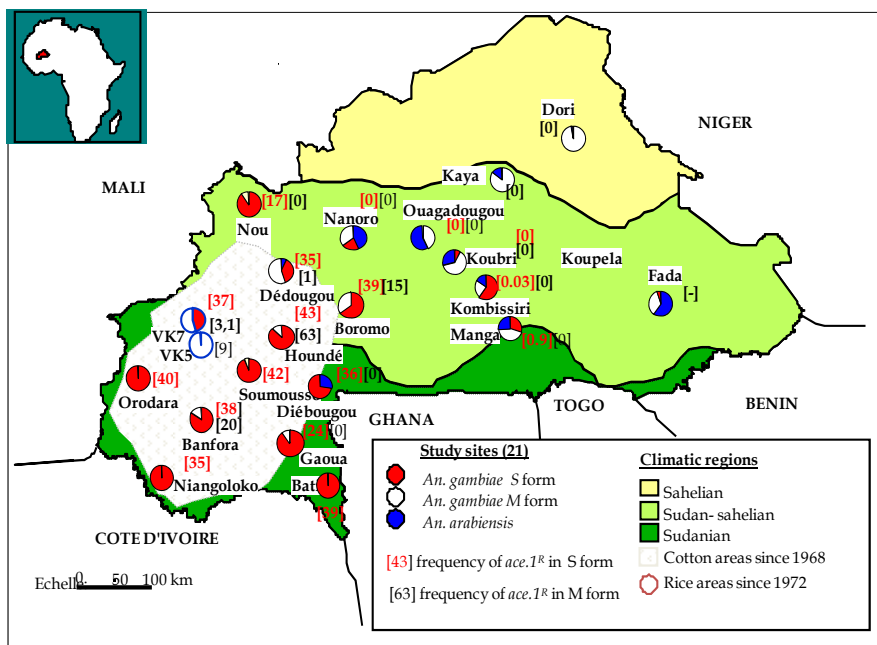 Dori
[0]
NIGER
MALI
Kaya
[0]
[17][0]
Nou
[0][0]
Nanoro
Ouagadougou
[0][0]
[0]
Koubri [0]
Koupela
[35]
[1]
Dédougou
[39][15]
Boromo
[0.03][0]
Kombissiri
Fada
[-]
[37]
[3,1]
VK7
VK5
[9]
[43]
[63]
Houndé
Manga
[0.9][0]
[40]
Orodara
[42]
Soumousso
[36][0]
Diébougou
[38]
[20]
Banfora
[24][0]
Gaoua
GHANA
TOGO
BENIN
[35]
Niangoloko
Bati
[39]
COTE D'IVOIRE
Echelle:
0. 50 100 km
Study sites (21)
An. gambiae S form
An. gambiae M form
An. arabiensis
[43] frequency of ace.1R in S form
[63] frequency of ace.1R in M form
Climatic regions
Sahelian
Sudan- sahelian
Sudanian
Cotton areas since 1968
Rice areas since 1972